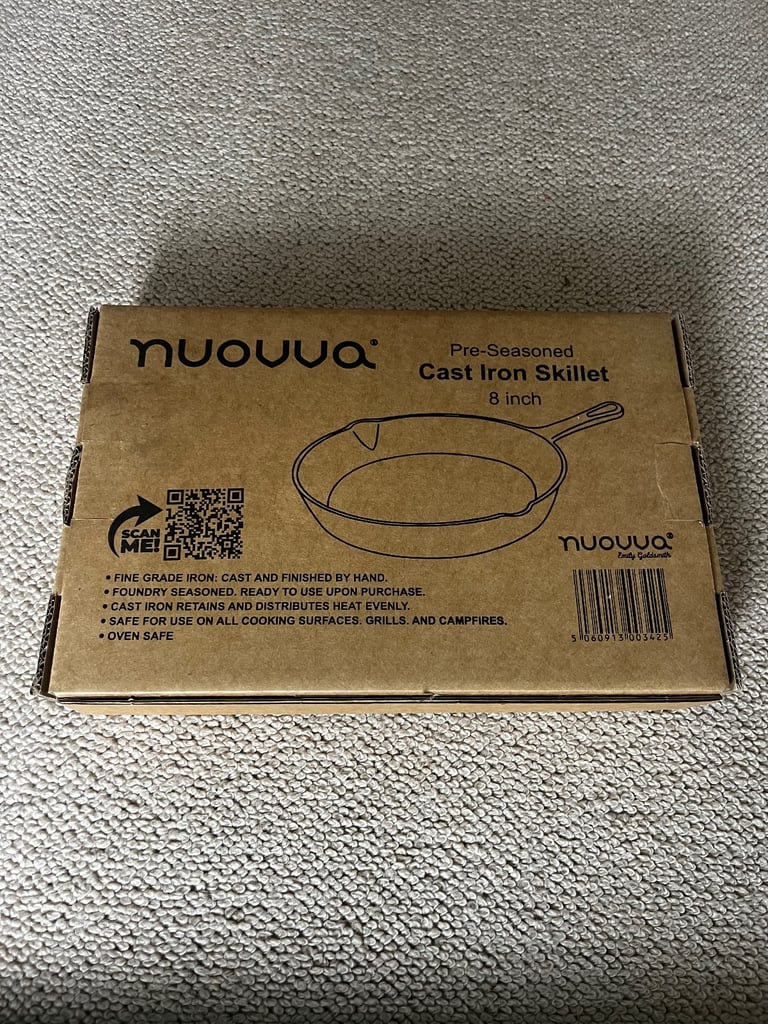 nuovva®
Pre-Seasoned
Cast Iron Skillet
8 inch
SCAN
ME!
nuovva®
Emily Goldsmith
• FINE GRADE IRON: CAST AND FINISHED BY HAND.
• FOUNDRY SEASONED. READY TO USE UPON PURCHASE.
• CAST IRON RETAINS AND DISTRIBUTES HEAT EVENLY.
• SAFE FOR USE ON ALL COOKING SURFACES. GRILLS. AND CAMPFIRES.
• OVEN SAFE
5 060913 003425